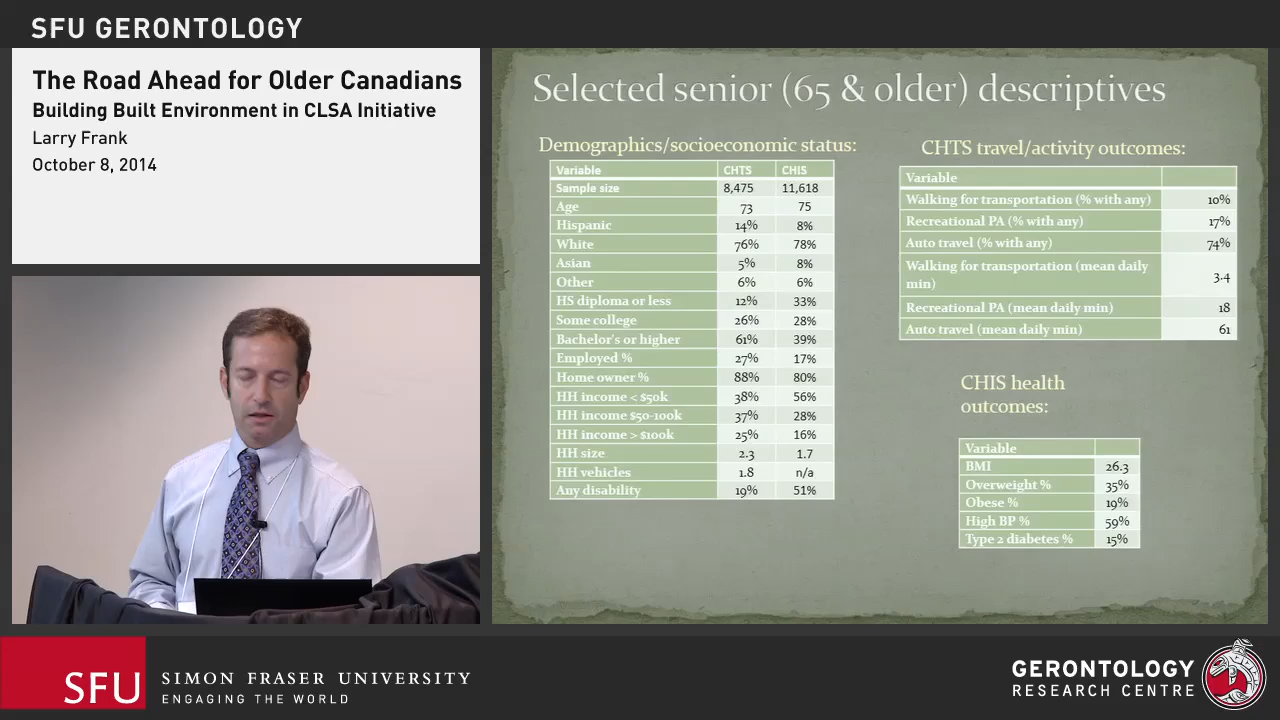 SFU GERONTOLOGY
The Road Ahead for Older Canadians
Building Built Environment in CLSA Initiative
Larry Frank
October 8, 2014
Selected senior (65 & older) descriptives
Demographics/socioeconomic status:
Variable CHTS CHIS
Sample size 8,475 11,618
Age 73 75
Hispanic 14% 8%
White 76% 78%
Asian 5% 8%
Other 6% 6%
HS diploma or less 12% 33%
Some college 26% 28%
Bachelor's or higher 61% 39%
Employed % 27% 17%
Home owner % 88% 80%
HH income < $50k 38% 56%
HH income $50-100k 37% 28%
HH income > $100k 25% 16%
HH size 2.3 1.7
HH vehicles 1.8 n/a
Any disability 19% 51%
CHTS travel/activity outcomes:
Variable
Walking for transportation (% with any) 10%
Recreational PA (% with any) 17%
Auto travel (% with any) 74%
Walking for transportation (mean daily
min) 3.4
Recreational PA (mean daily min) 18
Auto travel (mean daily min) 61
CHIS health
outcomes:
Variable
BMI 26.3
Overweight % 35%
Obese % 19%
High BP % 59%
Type 2 diabetes % 15%
SFU
SIMON FRASER UNIVERSITY
ENGAGING THE WORLD
GERONTOLOGY
RESEARCH CENTRE